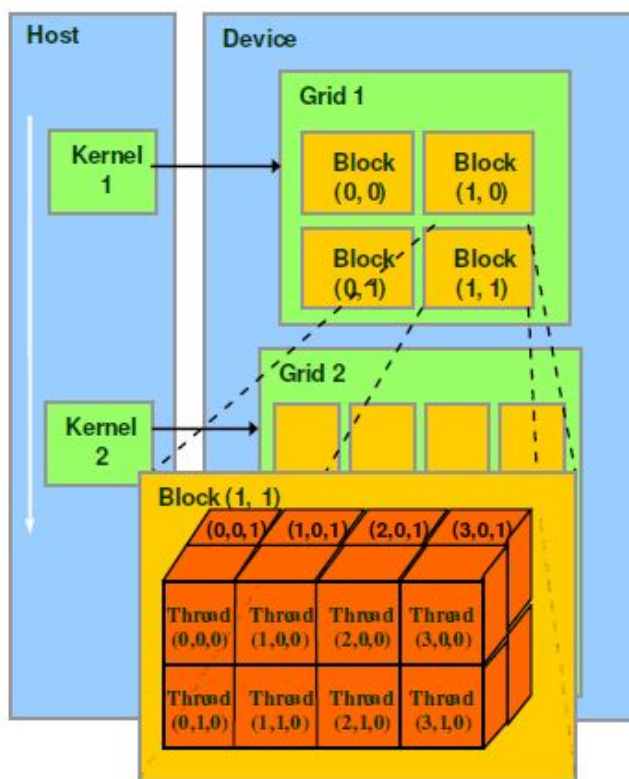 Host
Device
Grid 1
Kernel
1
Block
(0, 0)
Block
(1, 0)
Block
(0, 1)
Block
(1, 1)
Grid 2
Kernel
2
Block (1, 1)
(0,0,1)
(1,0,1)
(2,0,1)
(3,0,1)
Thread
(0,0,0)
Thread
(1,0,0)
Thread
(2,0,0)
Thread
(3,0,0)
Thread
(0,1,0)
Thread
(1,1,0)
Thread
(2,1,0)
Thread
(3,1,0)